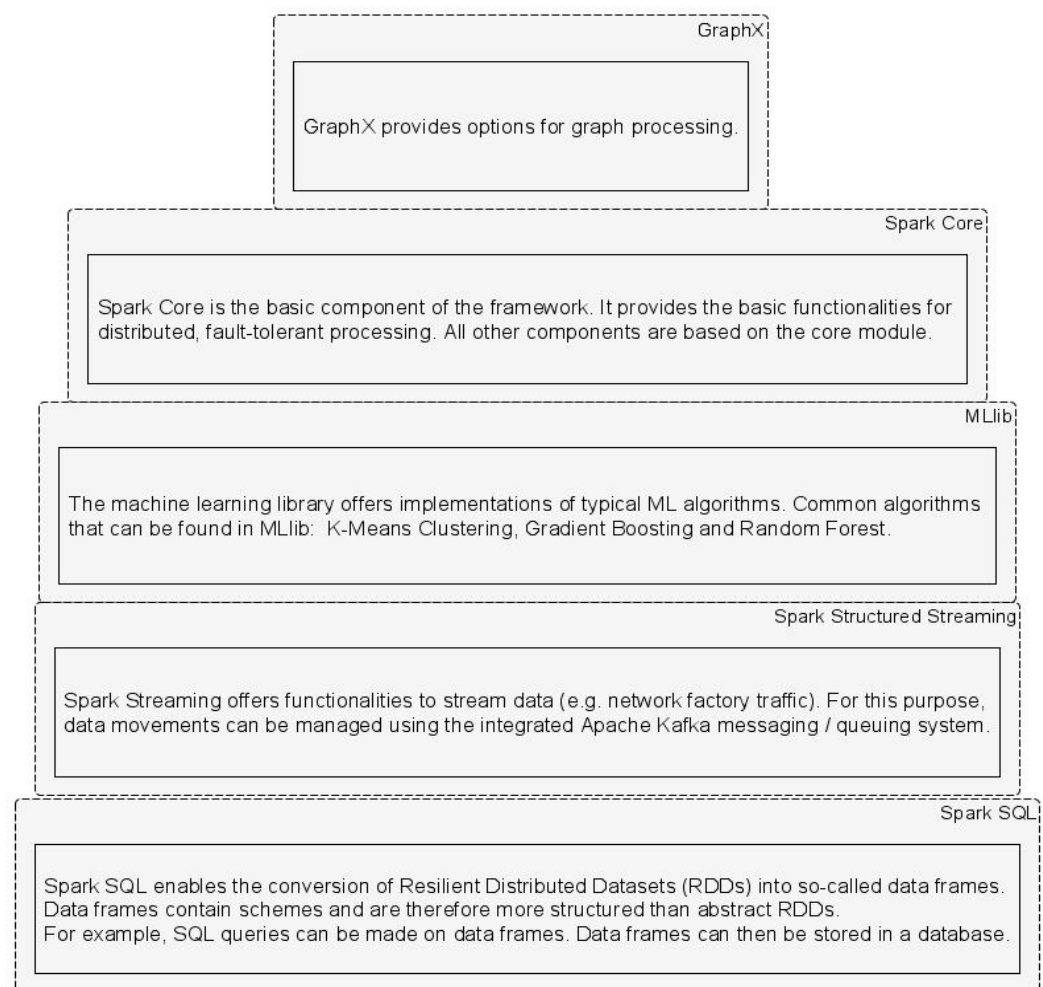 GraphX
GraphX provides options for graph processing.
Spark Core
Spark Core is the basic component of the framework. It provides the basic functionalities for
distributed, fault-tolerant processing. All other components are based on the core module.
MLlib
The machine learning library offers implementations of typical ML algorithms. Common algorithms
that can be found in MLlib:  K-Means Clustering, Gradient Boosting and Random Forest.
Spark Structured Streaming
Spark Streaming offers functionalities to stream data (e.g. network factory traffic). For this purpose,
data movements can be managed using the integrated Apache Kafka messaging / queuing system.
Spark SQL
Spark SQL enables the conversion of Resilient Distributed Datasets (RDDs) into so-called data frames.
Data frames contain schemes and are therefore more structured than abstract RDDs.
For example, SQL queries can be made on data frames. Data frames can then be stored in a database.